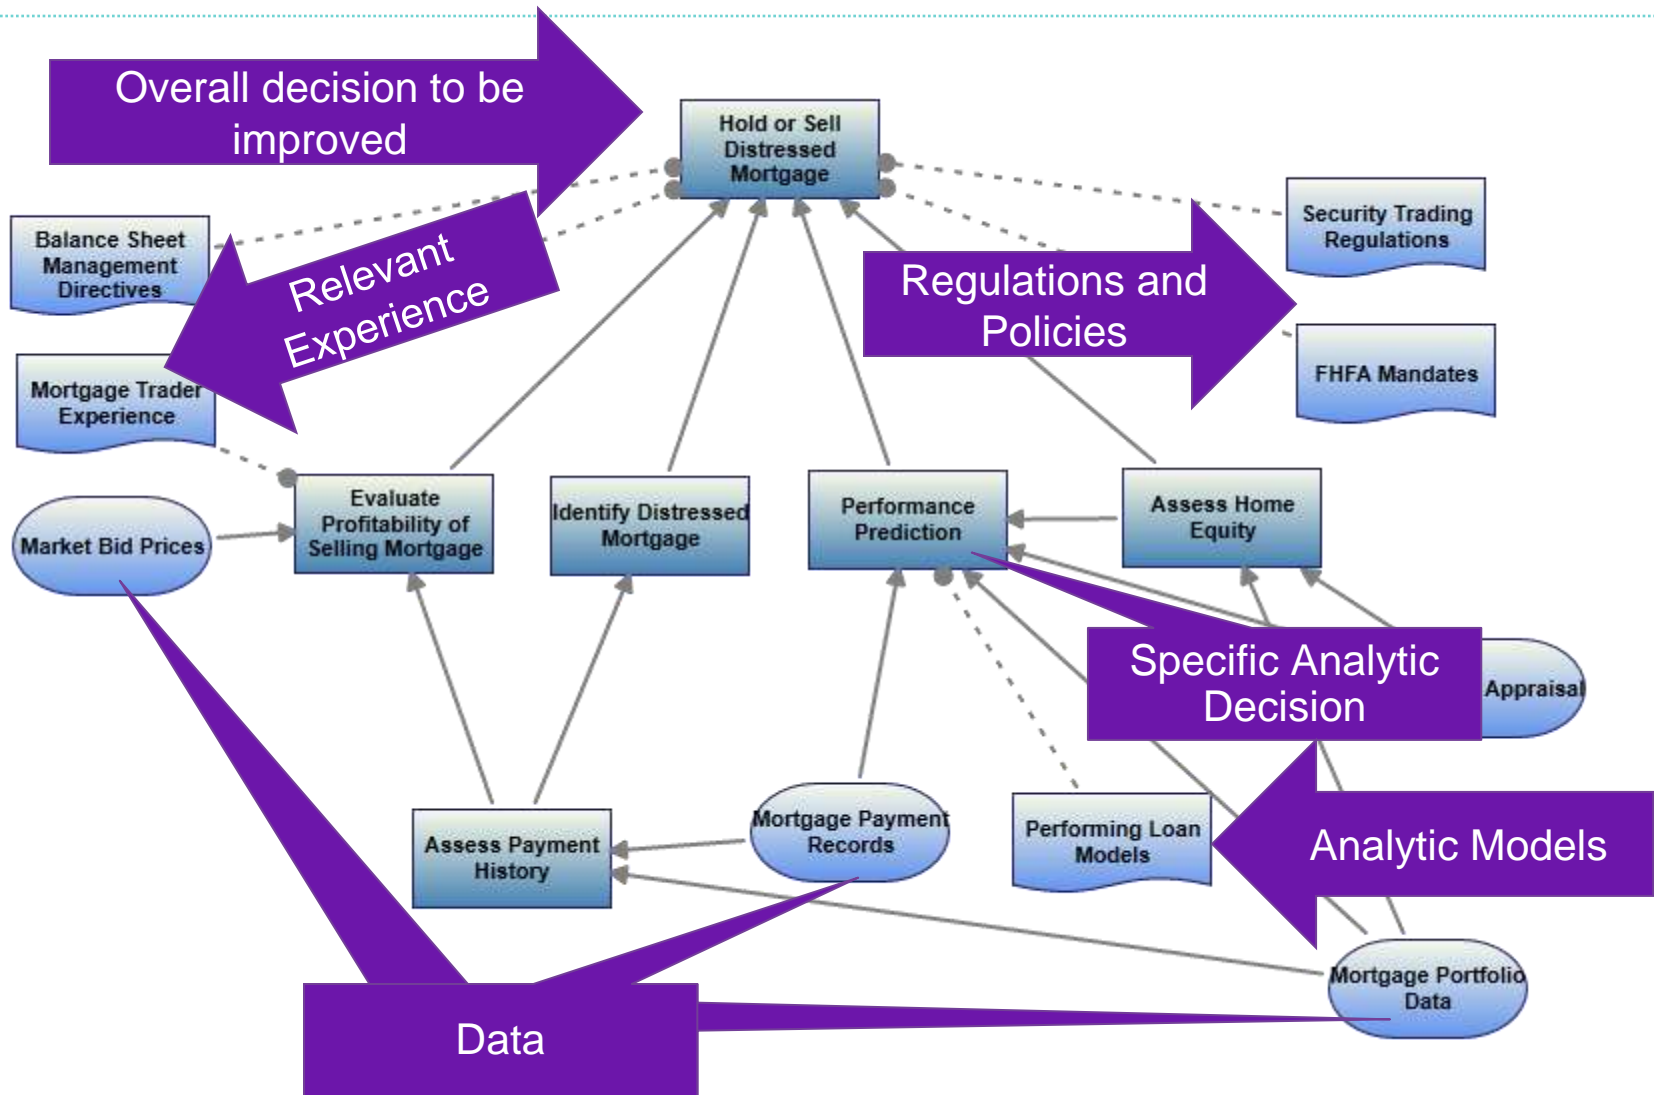 Overall decision to be
improved
Hold or Sell
Distressed
Mortgage
Balance Sheet
Management
Directives
Relevant
Experience
Regulations and
Policies
Security Trading
Regulations
Mortgage Trader
Experience
FHFA Mandates
Market Bid Prices
Evaluate
Profitability of
Selling Mortgage
Identify Distressed
Mortgage
Performance
Prediction
Assess Home
Equity
Specific Analytic
Decision
Appraisal
Assess Payment
History
Mortgage Payment
Records
Performing Loan
Models
Analytic Models
Mortgage Portfolio
Data
Data